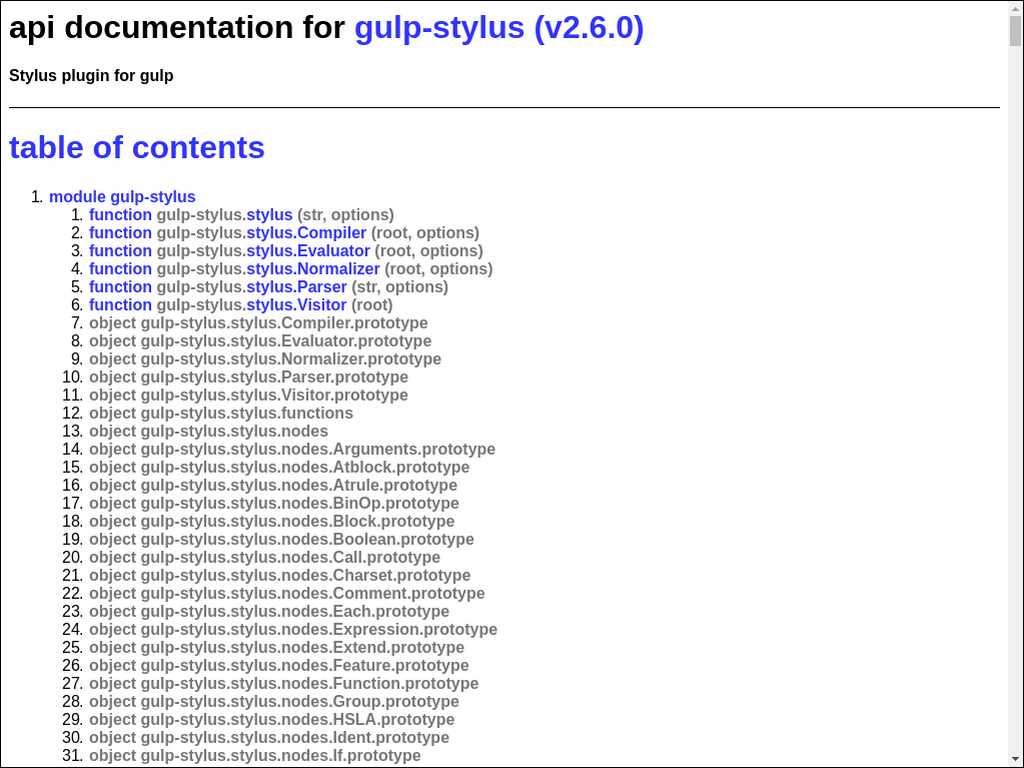 api documentation for gulp-stylus (v2.6.0)
Stylus plugin for gulp
table of contents
1. module gulp-stylus
1. function gulp-stylus.stylus (str, options)
2. function gulp-stylus.stylus.Compiler (root, options)
3. function gulp-stylus.stylus.Evaluator (root, options)
4. function gulp-stylus.stylus.Normalizer (root, options)
5. function gulp-stylus.stylus.Parser (str, options)
6. function gulp-stylus.stylus.Visitor (root)
7. object gulp-stylus.stylus.Compiler.prototype
8. object gulp-stylus.stylus.Evaluator.prototype
9. object gulp-stylus.stylus.Normalizer.prototype
10. object gulp-stylus.stylus.Parser.prototype
11. object gulp-stylus.stylus.Visitor.prototype
12. object gulp-stylus.stylus.functions
13. object gulp-stylus.stylus.nodes
14. object gulp-stylus.stylus.nodes.Arguments.prototype
15. object gulp-stylus.stylus.nodes.Atblock.prototype
16. object gulp-stylus.stylus.nodes.Atrule.prototype
17. object gulp-stylus.stylus.nodes.BinOp.prototype
18. object gulp-stylus.stylus.nodes.Block.prototype
19. object gulp-stylus.stylus.nodes.Boolean.prototype
20. object gulp-stylus.stylus.nodes.Call.prototype
21. object gulp-stylus.stylus.nodes.Charset.prototype
22. object gulp-stylus.stylus.nodes.Comment.prototype
23. object gulp-stylus.stylus.nodes.Each.prototype
24. object gulp-stylus.stylus.nodes.Expression.prototype
25. object gulp-stylus.stylus.nodes.Extend.prototype
26. object gulp-stylus.stylus.nodes.Feature.prototype
27. object gulp-stylus.stylus.nodes.Function.prototype
28. object gulp-stylus.stylus.nodes.Group.prototype
29. object gulp-stylus.stylus.nodes.HSLA.prototype
30. object gulp-stylus.stylus.nodes.Ident.prototype
31. object gulp-stylus.stylus.nodes.If.prototype